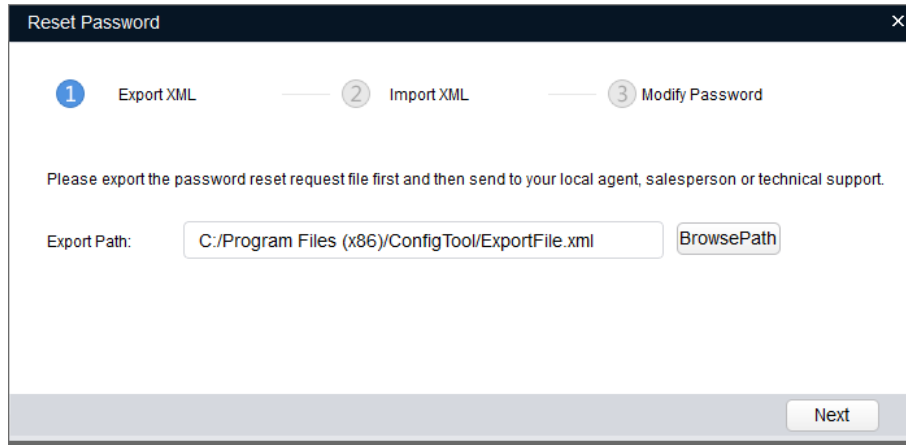 Reset Password
1 Export XML 2 Import XML 3 Modify Password
Please export the password reset request file first and then send to your local agent, salesperson or technical support.
Export Path: C:/Program Files (x86)/ConfigTool/ExportFile.xml BrowsePath
Next